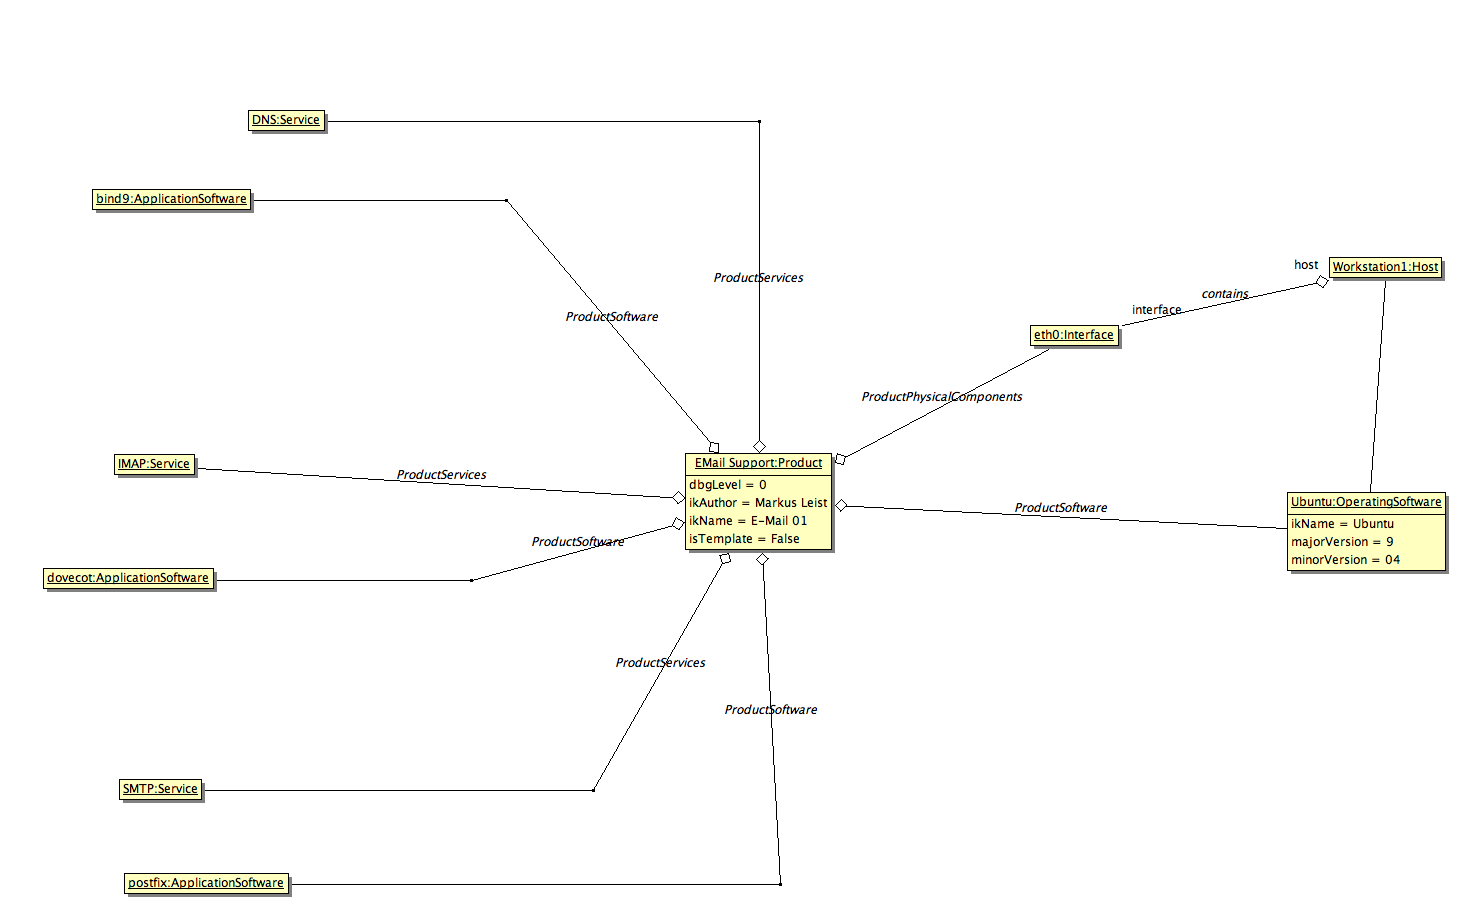 DNS:Service
bind9:ApplicationSoftware
ProductServices
ProductSoftware
host
Workstation1:Host
contains
interface
eth0:Interface
ProductPhysicalComponents
IMAP:Service
ProductServices
EMail Support:Product
dbgLevel = 0
ikAuthor = Markus Leist
ikName = E-Mail 01
isTemplate = False
ProductSoftware
Ubuntu:OperatingSoftware
ikName = Ubuntu
majorVersion = 9
minorVersion = 04
ProductSoftware
dovecot:ApplicationSoftware
ProductServices
ProductSoftware
SMTP:Service
postfix:ApplicationSoftware